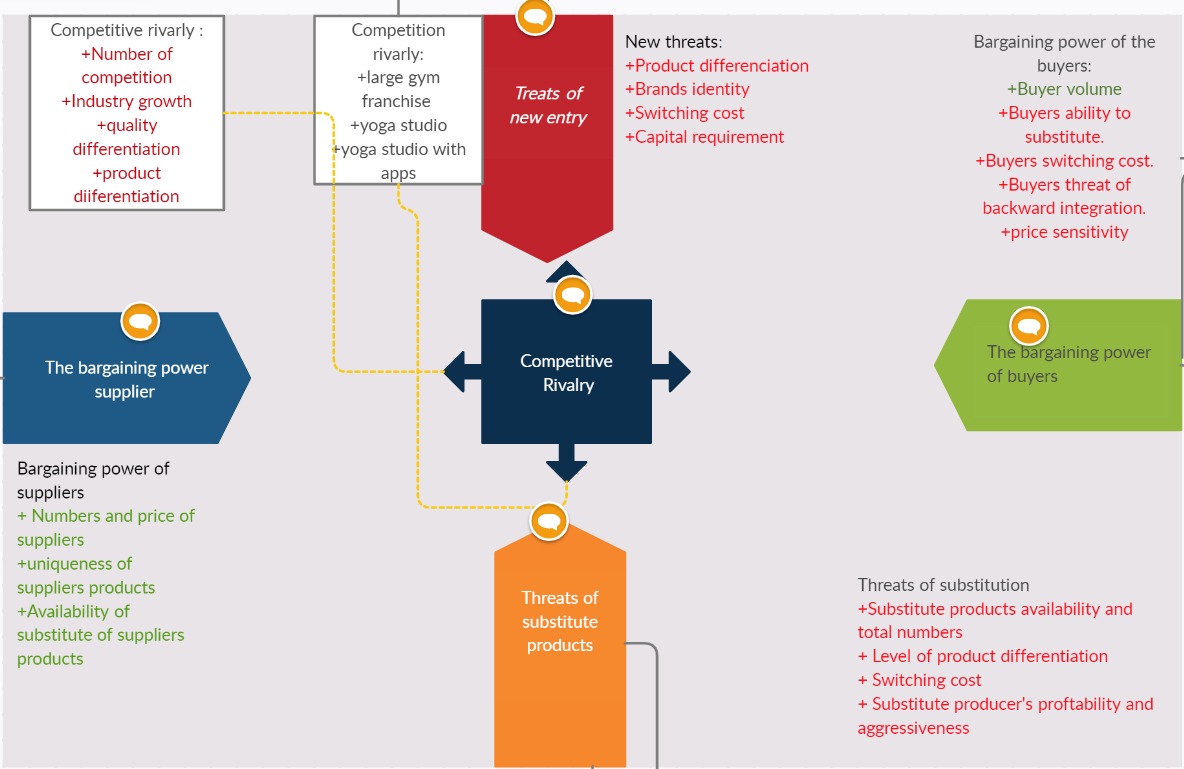 Competitive rivarly :
+Number of
competition
+Industry growth
+quality
differentiation
+product
diifferentiation
Competition
rivarly:
+large gym
franchise
+yoga studio
+yoga studio with
apps
Treats of
new entry
New threats:
+Product differenciation
+Brands identity
+Switching cost
+Capital requirement
Bargaining power of the
buyers:
+Buyer volume
+Buyers ability to
substitute.
+Buyers switching cost.
+Buyers threat of
backward integration.
+price sensitivity
The bargaining power
supplier
Competitive
Rivalry
The bargaining power
of buyers
Bargaining power of
suppliers
+ Numbers and price of
suppliers
+uniqueness of
suppliers products
+Availability of
substitute of suppliers
products
Threats of
substitute
products
Threats of substitution
+Substitute products availability and
total numbers
+ Level of product differentiation
+ Switching cost
+ Substitute producer's proftability and
aggressiveness